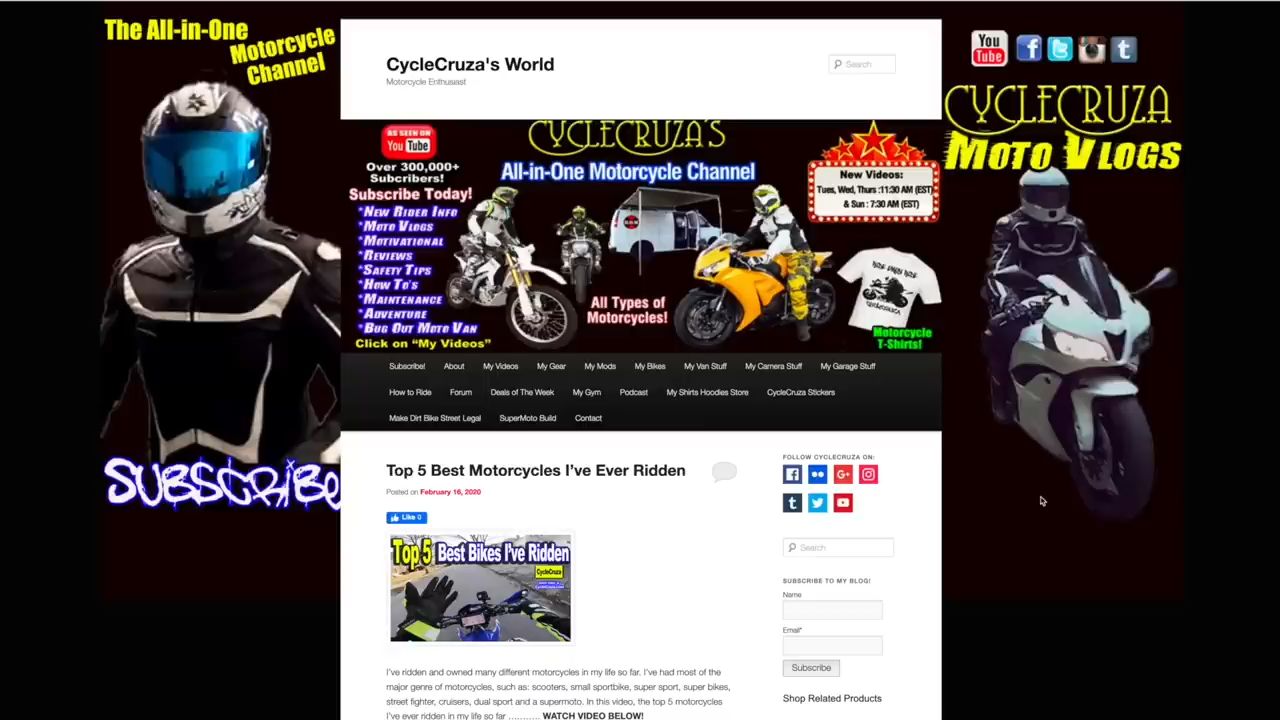 The All-in-One
Motorcycle
Channel
SUBSCRIBE
CycleCruza's World
Motorcycle Enthusiast
Search
AS SEEN ON
You Tube
Over 300,000+
Subcribers!
Subscribe Today!
*New Rider Info
*Moto Vlogs
*Motivational
*Reviews
*Safety Tips
*How To's
*Maintenance
*Adventure
*Bug Out Moto Van
Click on "My Videos"
CYCLECRUZA'S
All-in-One Motorcycle Channel
All Types of
Motorcycles!
New Videos:
Tues, Wed, Thurs :11:30 AM (EST)
& Sun : 7:30 AM (EST)
Motorcycle
T-Shirts!
You
Tube
CYCLECRUZA
Moto Vlogs
Subscribe! About My Videos My Gear My Mods My Bikes My Van Stuff My Camera Stuff My Garage Stuff
How to Ride Forum Deals of The Week My Gym Podcast My Shirts Hoodies Store CycleCruza Stickers
Make Dirt Bike Street Legal SuperMoto Build Contact
Top 5 Best Motorcycles I've Ever Ridden
Posted on February 16, 2020
Like 0
Top 5 Best Bikes I've Ridden
CycleCruza
I've ridden and owned many different motorcycles in my life so far. I've had most of the
major genre of motorcycles, such as: scooters, small sportbike, super sport, super bikes,
street fighter, cruisers, dual sport and a supermoto. In this video, the top 5 motorcycles
I've ever ridden in my life so far .......... WATCH VIDEO BELOW!
FOLLOW CYCLECRUZA ON:
Search
SUBSCRIBE TO MY BLOG!
Name
Email*
Subscribe
Shop Related Products